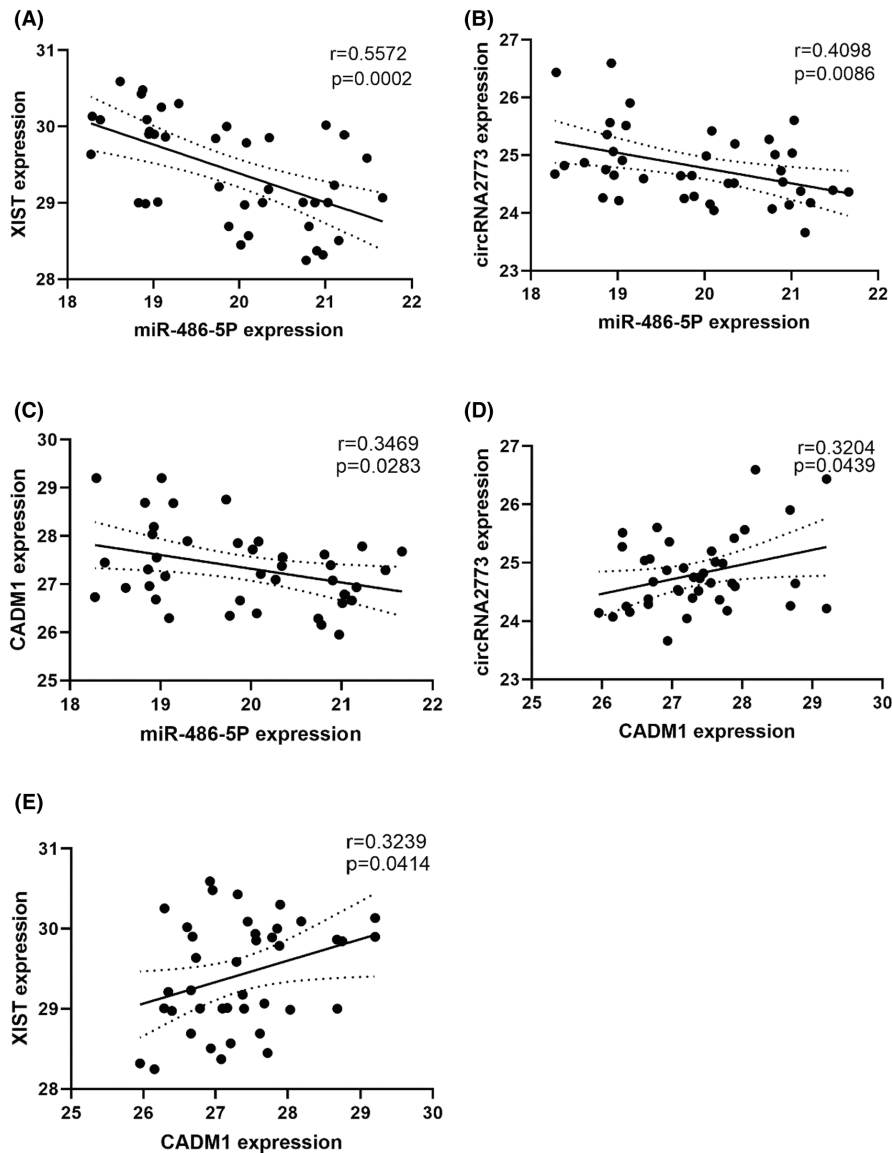 (A)
r=0.5572
p=0.0002
31
30
29
28
XIST expression
18 19 20 21 22
miR-486-5P expression
(B)
r=0.4098
p=0.0086
27
26
25
24
23
circRNA2773 expression
18 19 20 21 22
miR-486-5P expression
(C)
r=0.3469
p=0.0283
30
29
28
27
26
25
CADM1 expression
18 19 20 21 22
miR-486-5P expression
(D)
r=0.3204
p=0.0439
27
26
25
24
23
circRNA2773 expression
25 26 27 28 29 30
CADM1 expression
(E)
r=0.3239
p=0.0414
31
30
29
28
XIST expression
25 26 27 28 29 30
CADM1 expression